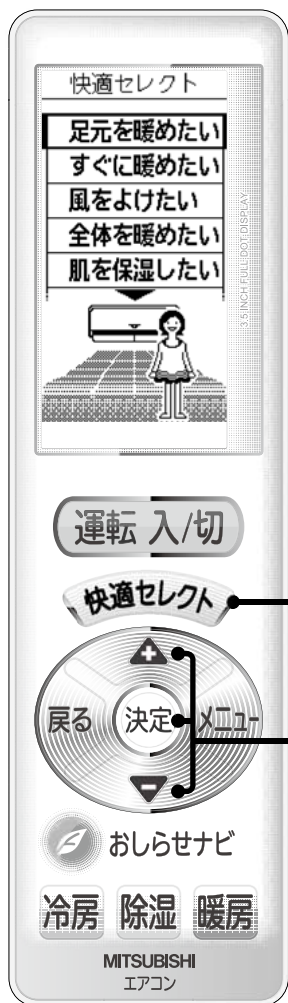 快適セレクト
足元を暖めたい
すぐに暖めたい
風をよけたい
全体を暖めたい
肌を保湿したい
3.5 INCH FULL DOT DISPLAY
運転 入/切
快適セレクト
+
戻る 決定 メニュー
-
おしらせナビ
冷房 除湿 暖房
MITSUBISHI
エアコン